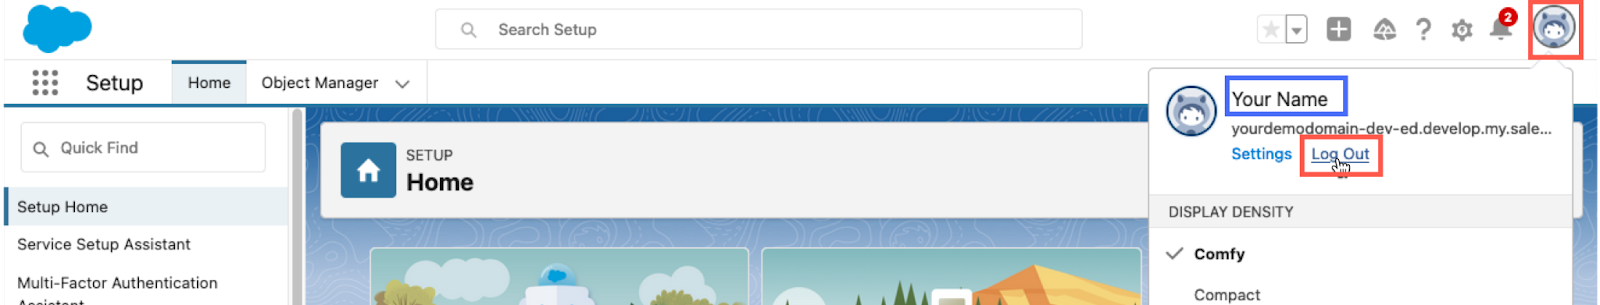 Search Setup
2
Setup
Home
Object Manager
Your Name
yourdemodomain-dev-ed.develop.my.sale...
Settings
Log Out
Quick Find
SETUP
Home
Setup Home
DISPLAY DENSITY
Service Setup Assistant
Comfy
Multi-Factor Authentication
Assistant
Compact